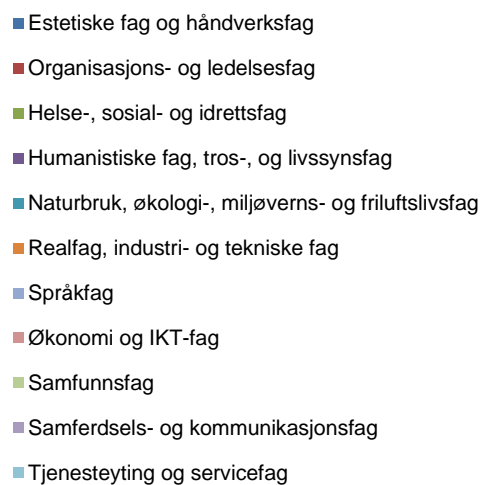 Estetiske fag og håndverksfag
Organisasjons- og ledelsesfag
Helse-, sosial- og idrettsfag
Humanistiske fag, tros-, og livssynsfag
Naturbruk, økologi-, miljøverns- og friluftslivsfag
Realfag, industri- og tekniske fag
Språkfag
Økonomi og IKT-fag
Samfunnsfag
Samferdsels- og kommunikasjonsfag
Tjenesteyting og servicefag